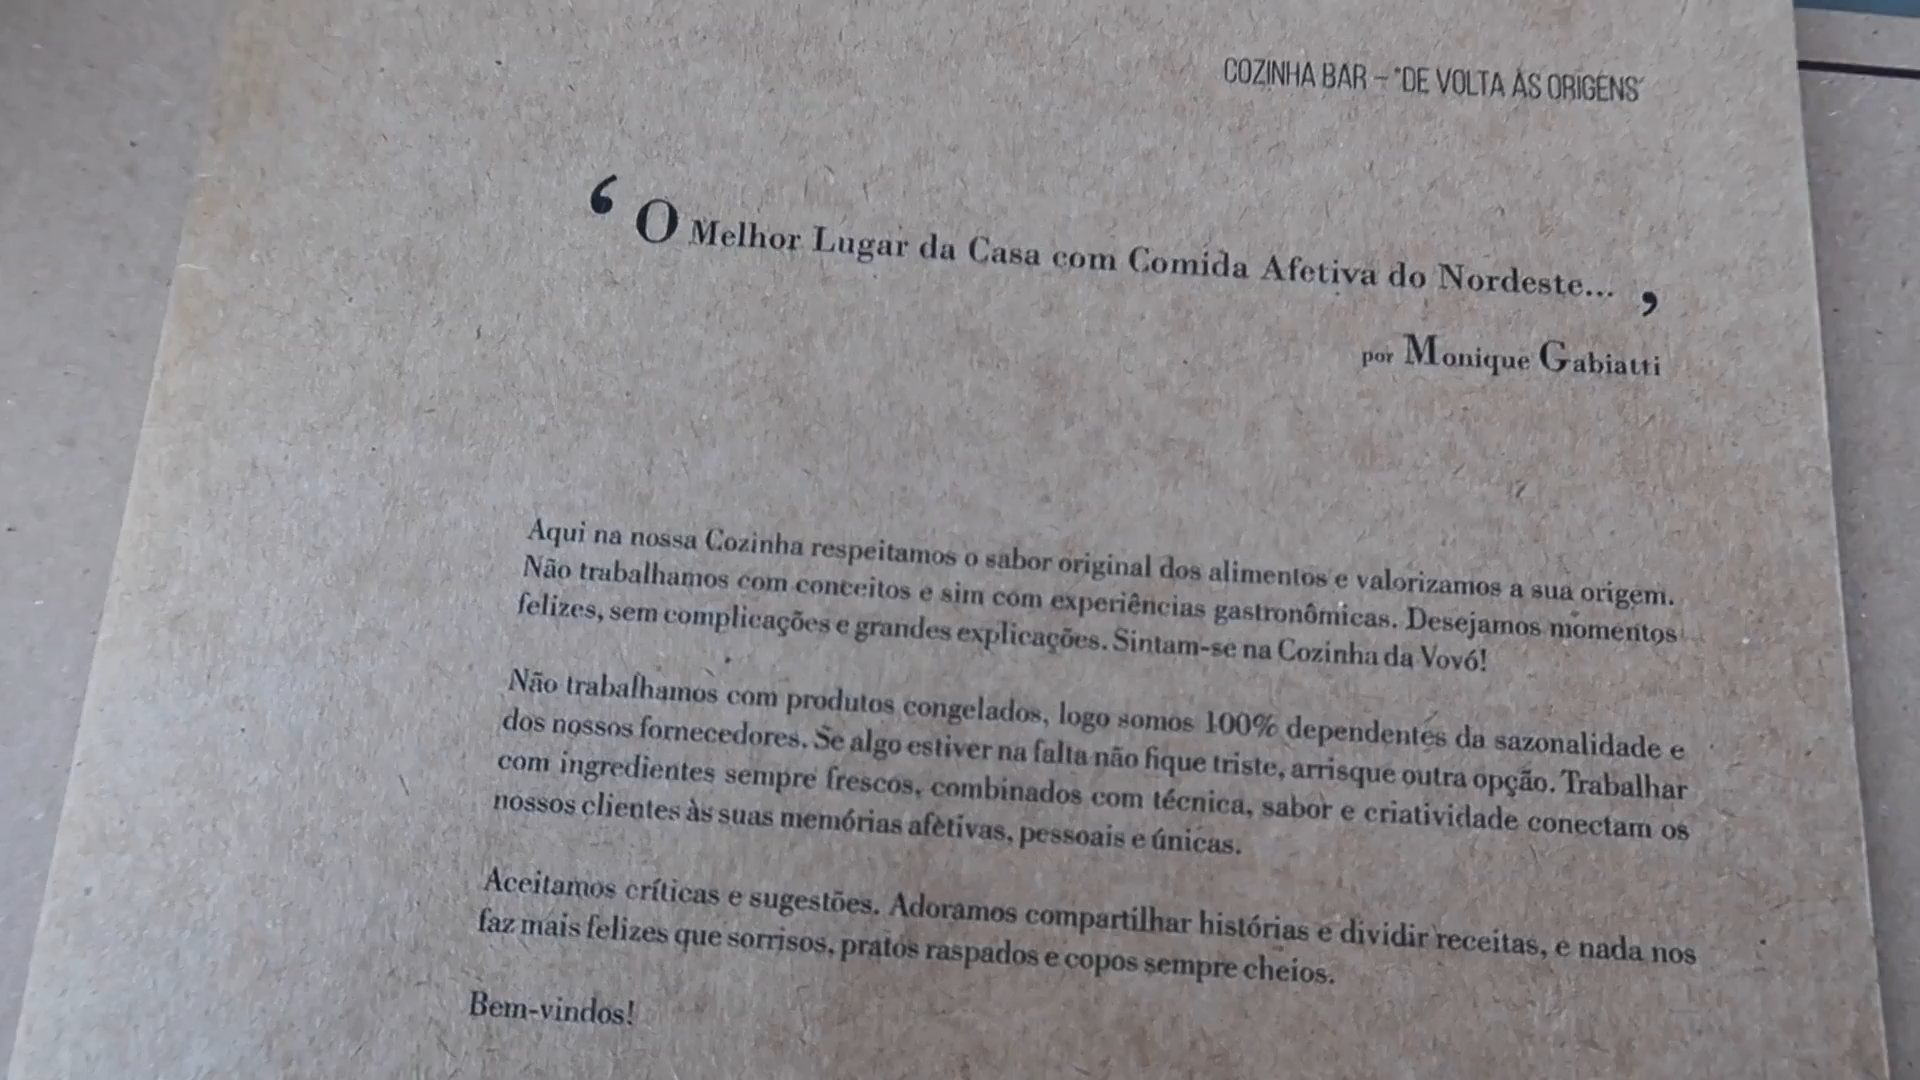 COZINHA BAR – "DE VOLTA ÀS ORIGENS"
‘ O Melhor Lugar da Casa com Comida Afetiva do Nordeste... ’
por Monique Gabiatti
Aqui na nossa Cozinha respeitamos o sabor original dos alimentos e valorizamos a sua origem.
Não trabalhamos com conceitos e sim com experiências gastronômicas. Desejamos momentos
felizes, sem complicações e grandes explicações. Sintam-se na Cozinha da Vovó!
Não trabalhamos com produtos congelados, logo somos 100% dependentes da sazonalidade e
dos nossos fornecedores. Se algo estiver na falta não fique triste, arrisque outra opção. Trabalhar
com ingredientes sempre frescos, combinados com técnica, sabor e criatividade conectam os
nossos clientes às suas memórias afetivas, pessoais e únicas.
Aceitamos críticas e sugestões. Adoramos compartilhar histórias e dividir receitas, e nada nos
faz mais felizes que sorrisos, pratos raspados e copos sempre cheios.
Bem-vindos!